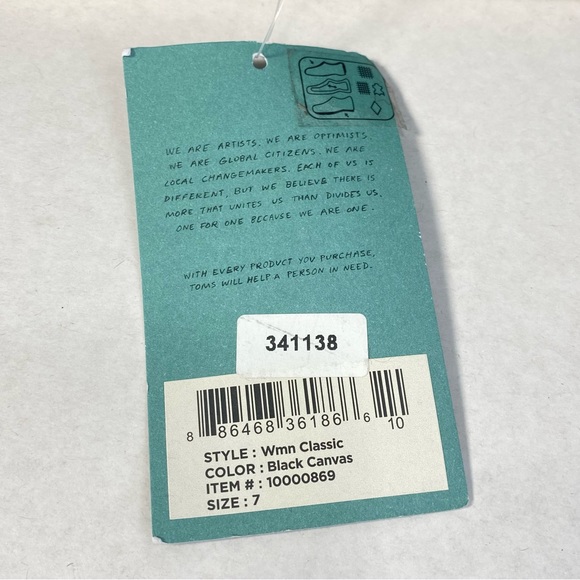 WE ARE ARTISTS. WE ARE OPTIMISTS.
WE ARE GLOBAL CITIZENS. WE ARE
LOCAL CHANGEMAKERS. EACH OF US IS
DIFFERENT, BUT WE BELIEVE THERE IS
MORE THAT UNITES US THAN DIVIDES US.
ONE FOR ONE BECAUSE WE ARE ONE.
WITH EVERY PRODUCT YOU PURCHASE,
TOMS WILL HELP A PERSON IN NEED.
341138
8 86468 36186 6 10
STYLE : Wmn Classic
COLOR : Black Canvas
ITEM # : 10000869
SIZE : 7